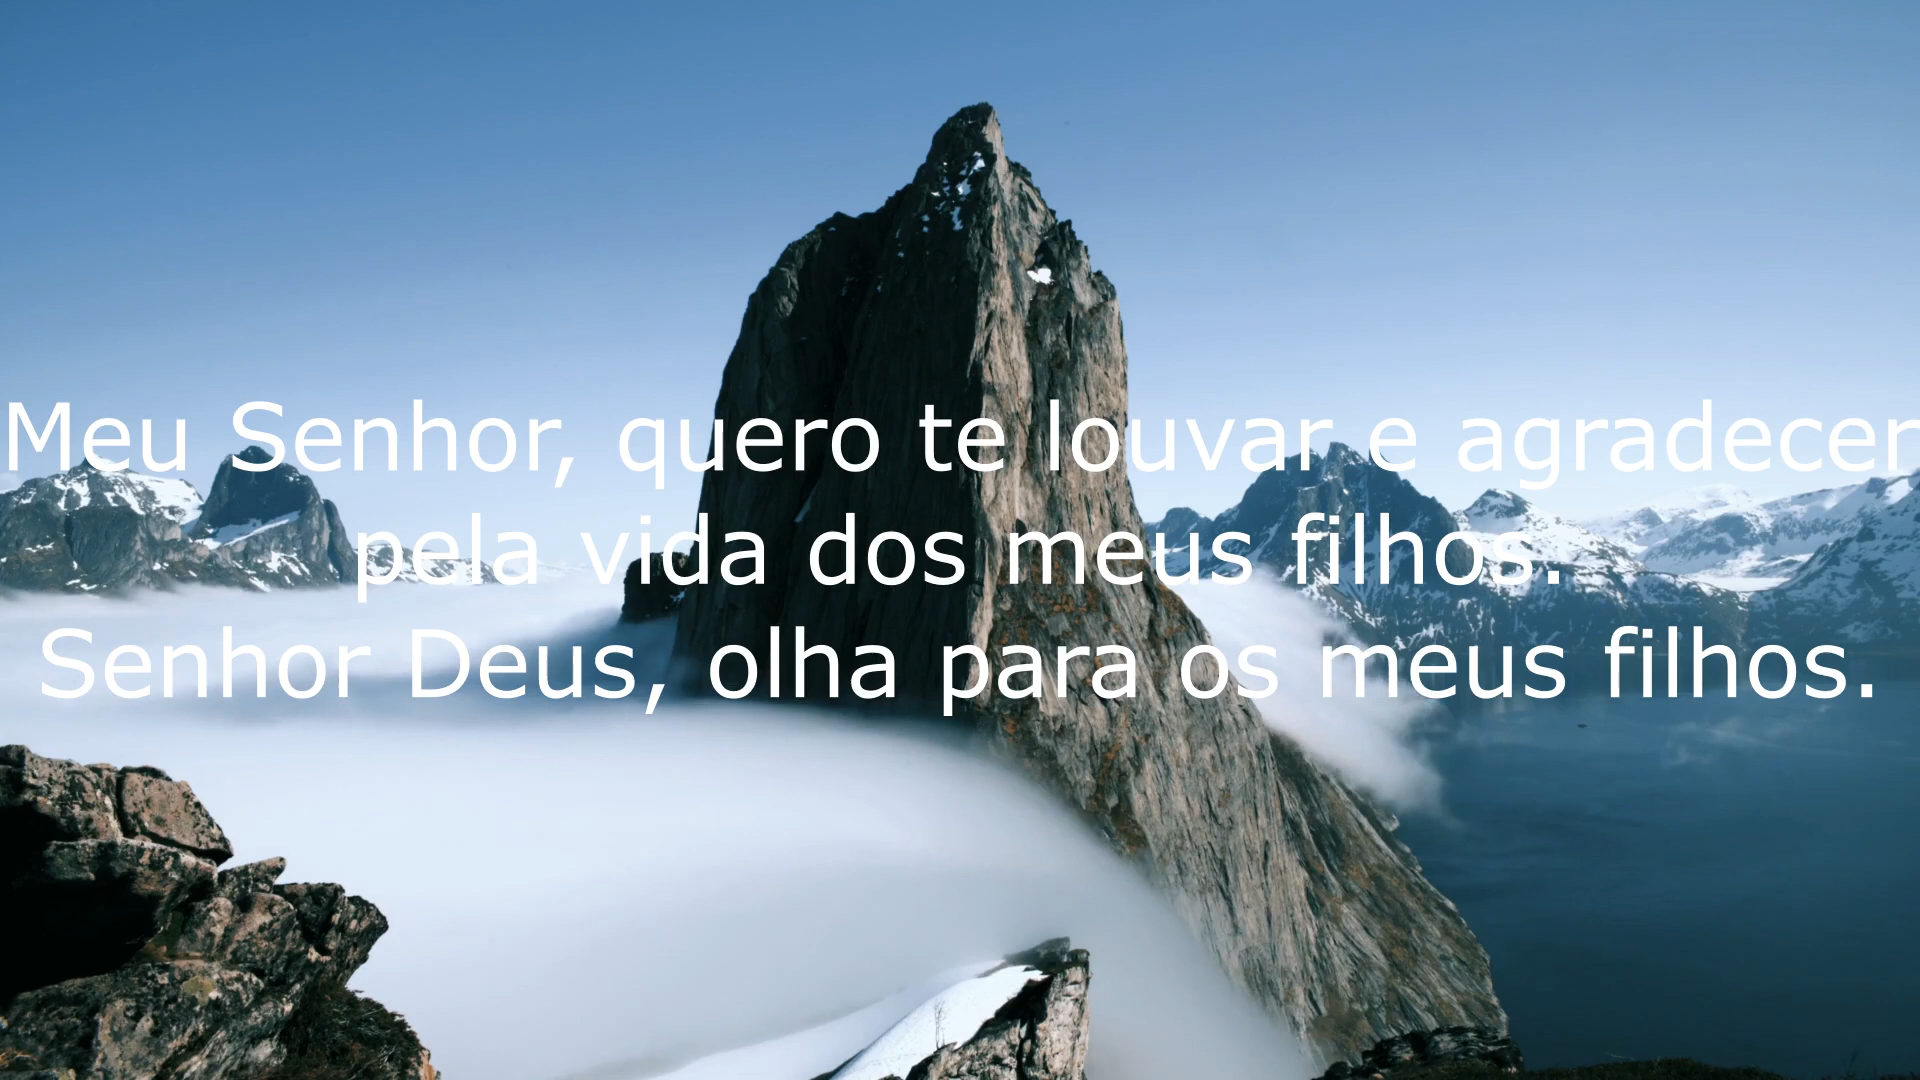 Meu Senhor, quero te louvar e agradecer
pela vida dos meus filhos.
Senhor Deus, olha para os meus filhos.